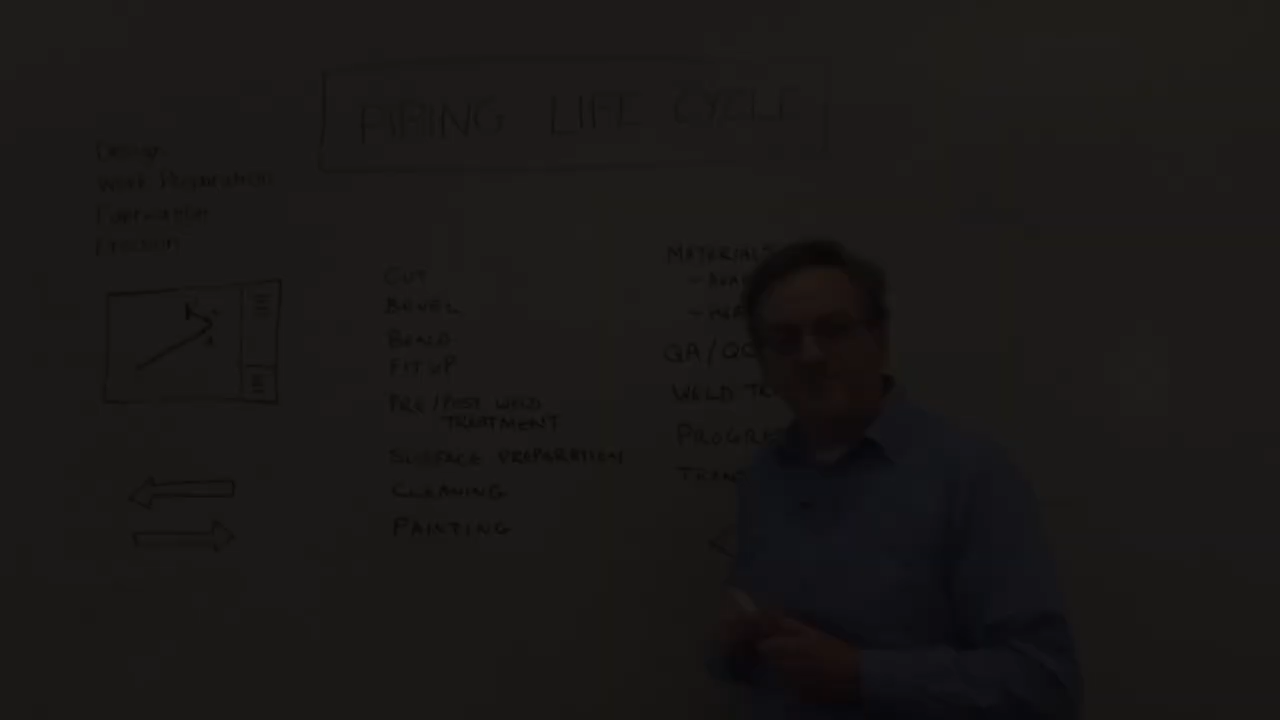 PIPING LIFE CYCLE
Design
Work Preparation
Fabrication
Erection
CUT
BEVEL
BEND
FIT UP
PRE/POST WELD
TREATMENT
SURFACE PREPARATION
CLEANING
PAINTING
MATERIALS
QA/QC
WELD